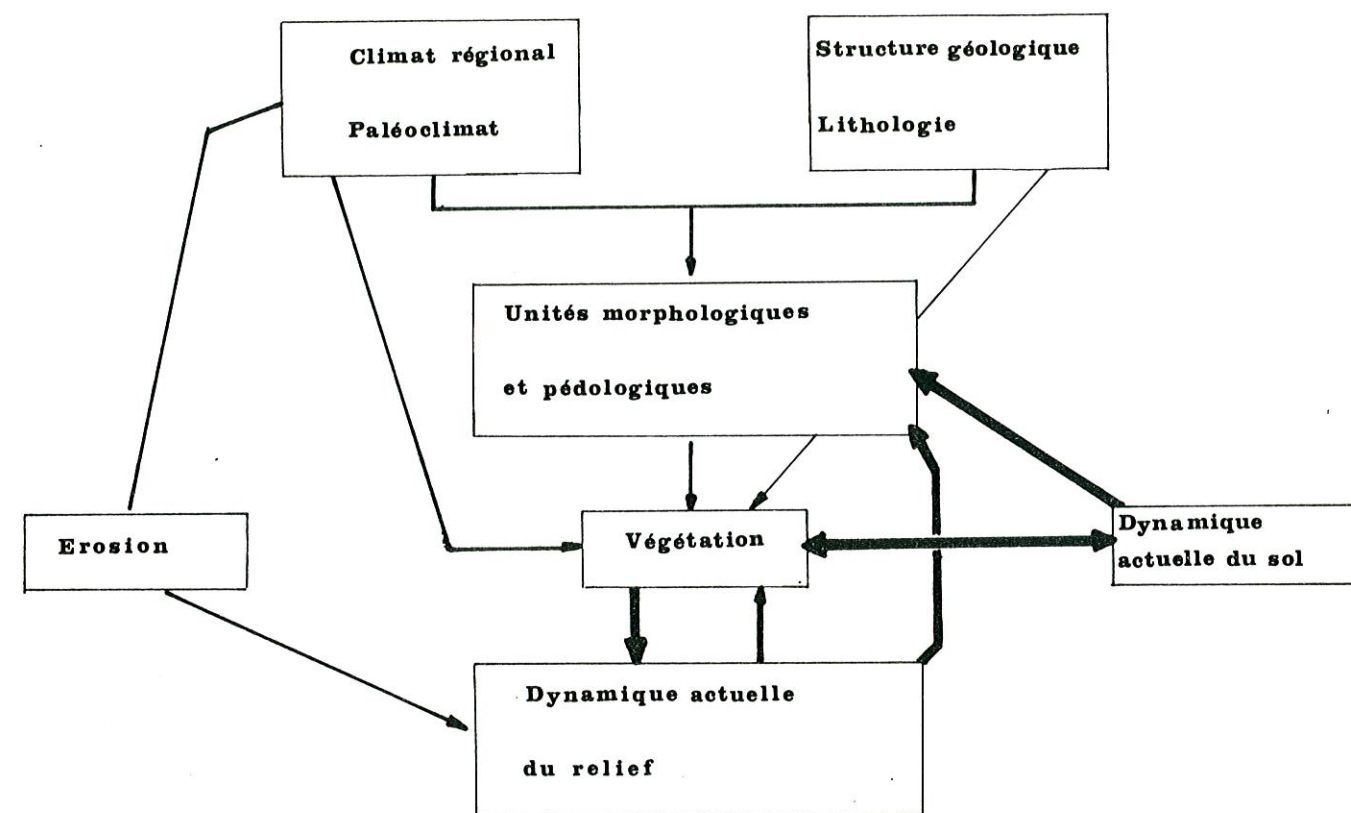 Climat régional
Paléoclimat
Structure géologique
Lithologie
Unités morphologiques
et pédologiques
Erosion
Végétation
Dynamique
actuelle du sol
Dynamique actuelle
du relief